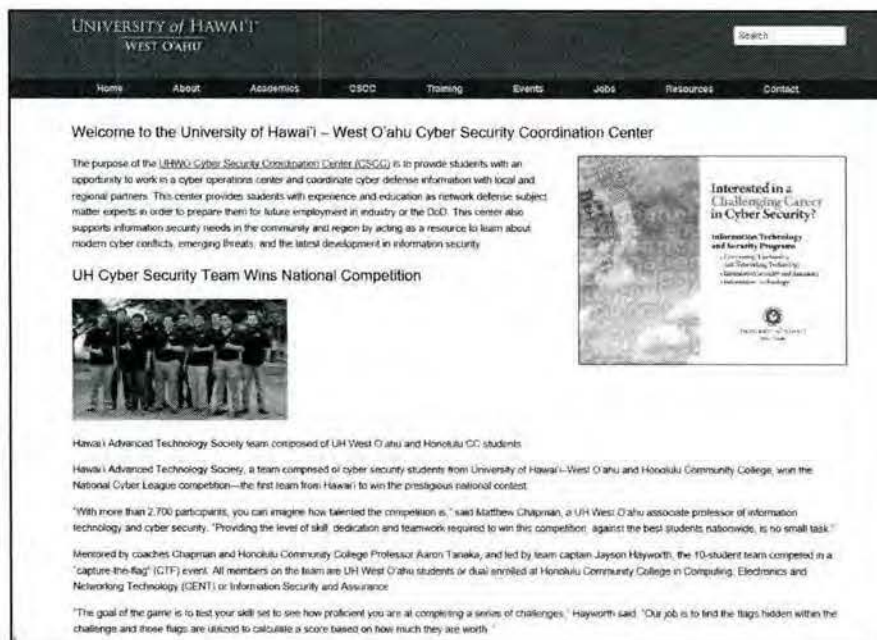 UNIVERSITY of HAWAI'I®
WEST O'AHU
Search
Home About Academics CSCC Training Events Jobs Resources Contact
Welcome to the University of Hawai'i – West O'ahu Cyber Security Coordination Center
The purpose of the UHWO Cyber Security Coordination Center (CSCC) is to provide students with an
opportunity to work in a cyber operations center and coordinate cyber defense information with local and
regional partners. This center provides students with experience and education as network defense subject
matter experts in order to prepare them for future employment in industry or the DoD. This center also
supports information security needs in the community and region by acting as a resource to learn about
modern cyber conflicts, emerging threats, and the latest development in information security.
Interested in a
Challenging Career
in Cyber Security?
Information Technology
and Security Programs
- Information Technology
UH Cyber Security Team Wins National Competition
Hawai'i Advanced Technology Society team composed of UH West O'ahu and Honolulu CC students
Hawai'i Advanced Technology Society, a team comprised of cyber security students from University of Hawai'i–West O'ahu and Honolulu Community College, won the
National Cyber League competition—the first team from Hawai'i to win the prestigious national contest.
"With more than 2,700 participants, you can imagine how talented the competition is," said Matthew Chapman, a UH West O'ahu associate professor of information
technology and cyber security. "Providing the level of skill, dedication and teamwork required to win this competition, against the best students nationwide, is no small task."
Mentored by coaches Chapman and Honolulu Community College Professor Aaron Tanaka, and led by team captain Jayson Hayworth, the 10-student team competed in a
"capture-the-flag" (CTF) event. All members on the team are UH West O'ahu students or dual enrolled at Honolulu Community College in Computing, Electronics and
Networking Technology (CENT) or Information Security and Assurance.
"The goal of the game is to test your skill set to see how proficient you are at completing a series of challenges," Hayworth said. "Our job is to find the flags hidden within the
challenge and those flags are utilized to calculate a score based on how much they are worth."